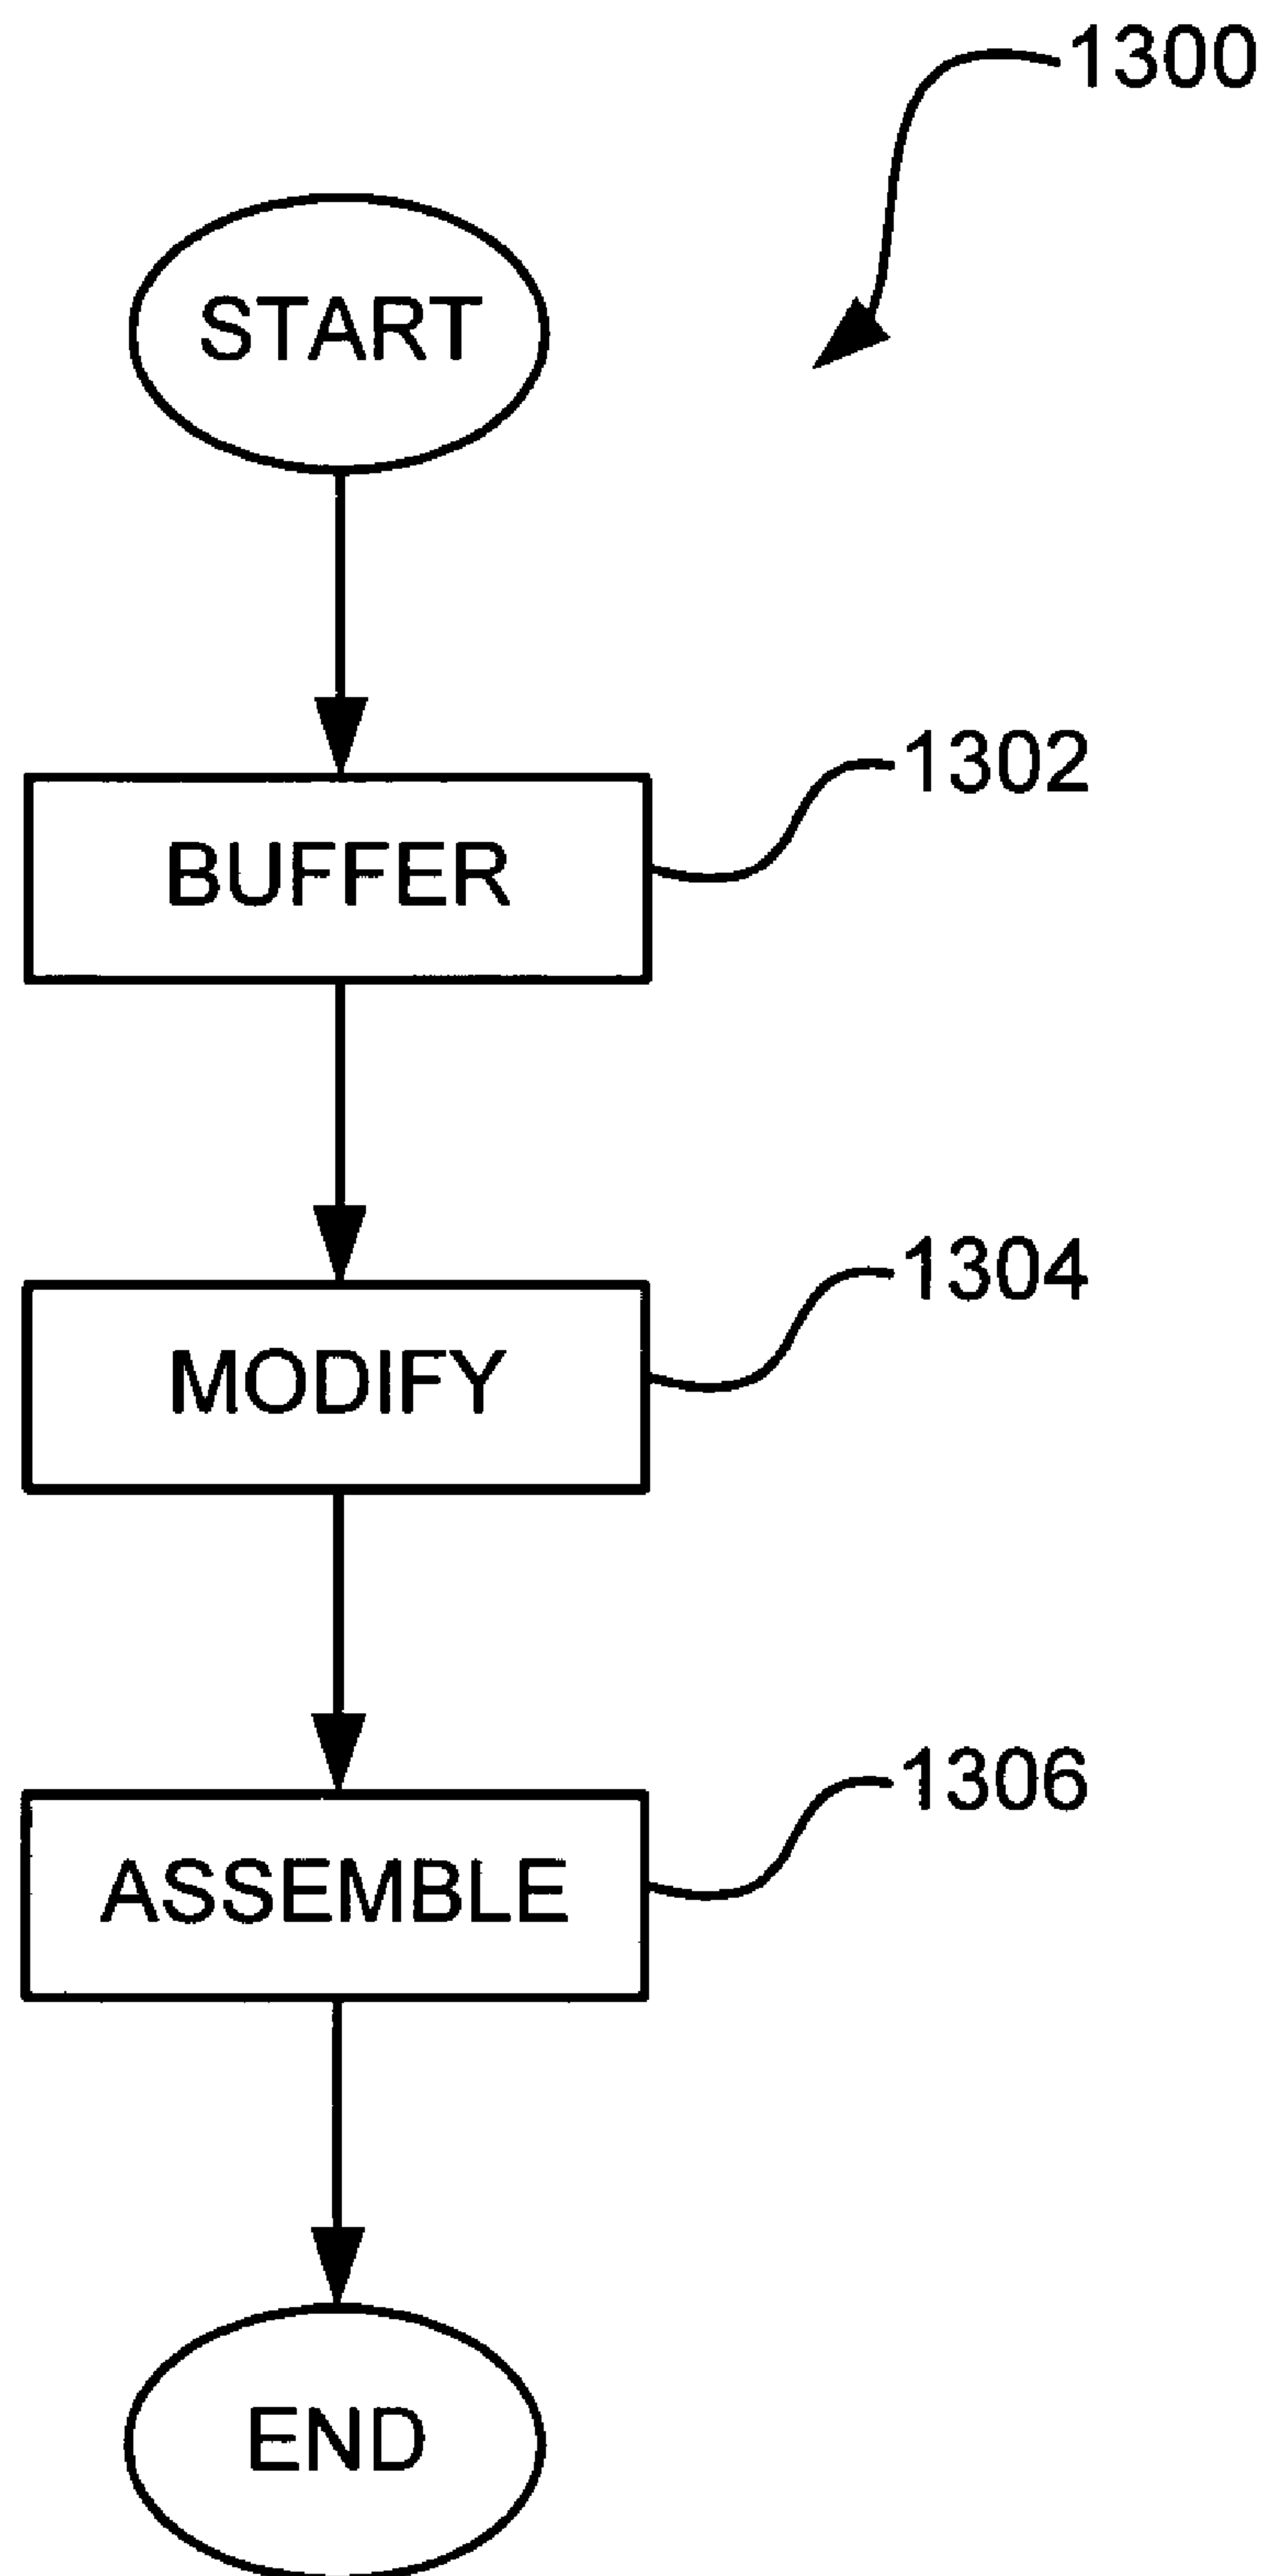 1300
START
1302
BUFFER
1304
MODIFY
1306
ASSEMBLE
END